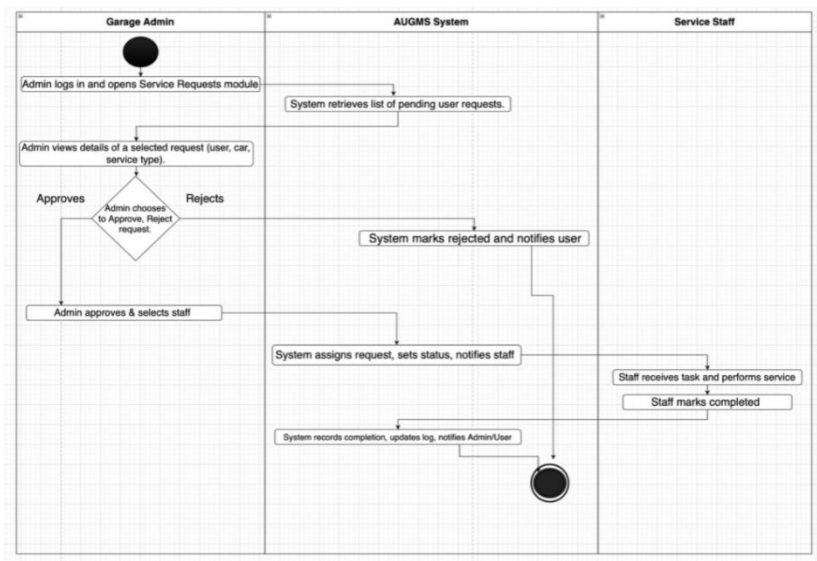 Garage Admin
AUGMS System
Service Staff
Admin logs in and opens Service Requests module
System retrieves list of pending user requests.
Admin views details of a selected request (user, car,
service type).
Approves
Rejects
Admin chooses
to Approve, Reject
request.
System marks rejected and notifies user
Admin approves & selects staff
System assigns request, sets status, notifies staff
Staff receives task and performs service
Staff marks completed
System records completion, updates log, notifies Admin/User